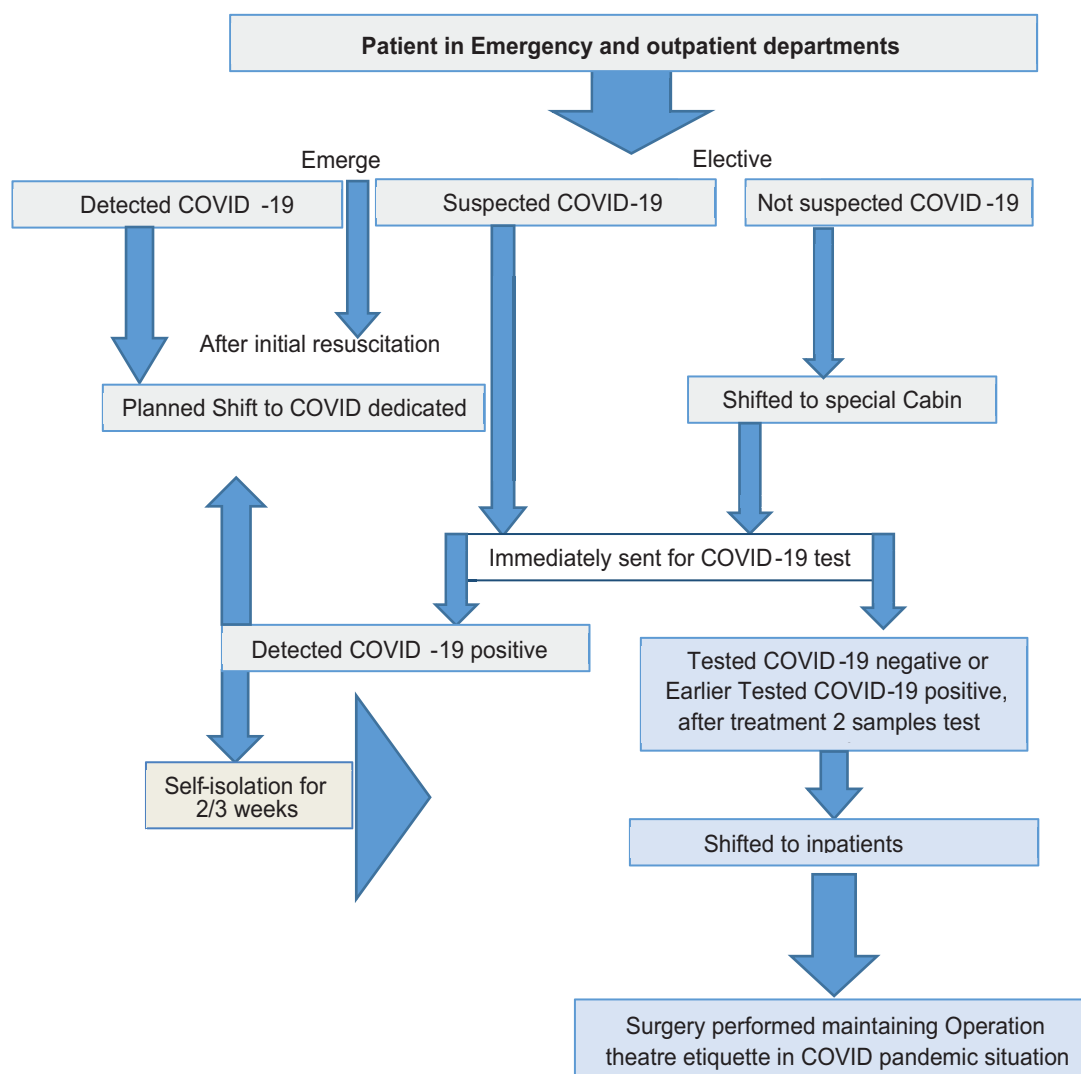 Patient in Emergency and outpatient departments
Emerge
Elective
Detected COVID -19
Suspected COVID-19
Not suspected COVID -19
After initial resuscitation
Planned Shift to COVID dedicated
Shifted to special Cabin
Immediately sent for COVID-19 test
Detected COVID -19 positive
Tested COVID-19 negative or
Earlier Tested COVID-19 positive,
after treatment 2 samples test
Self-isolation for
2/3 weeks
Shifted to inpatients
Surgery performed maintaining Operation
theatre etiquette in COVID pandemic situation